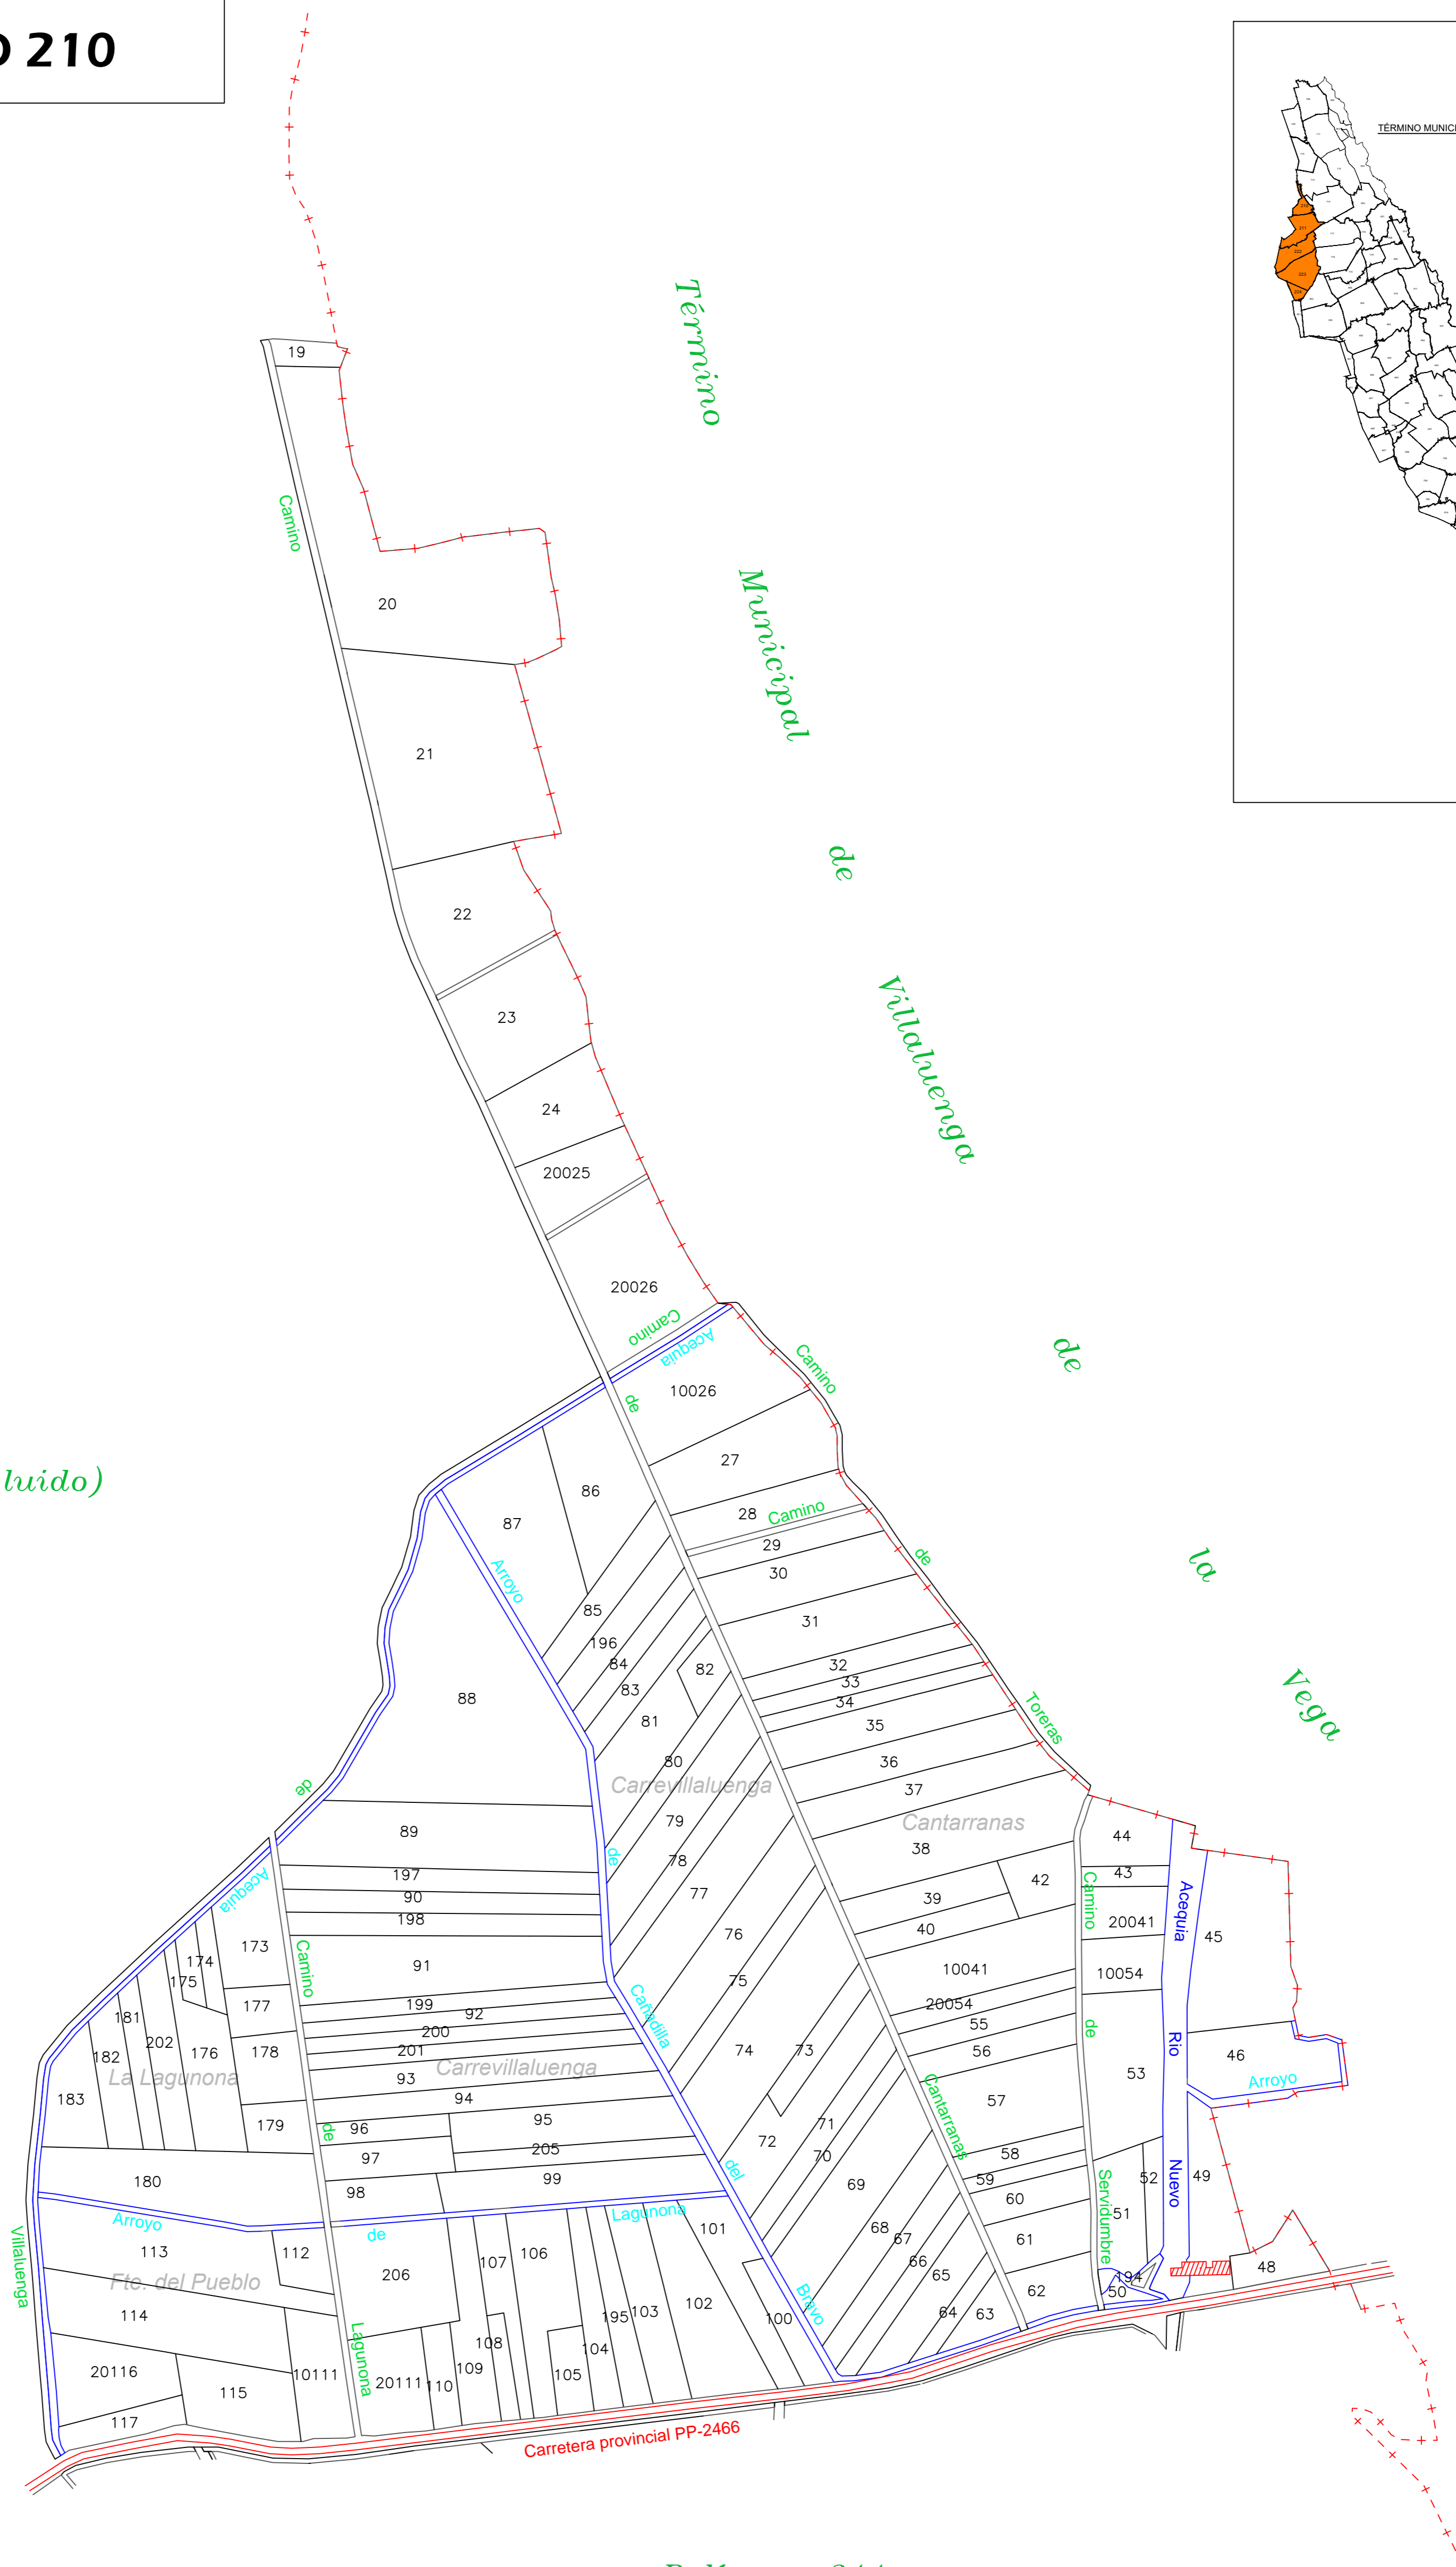 210
TÉRMINO MUNICI
210
211
222
223
224
Término
Municipal
de
Villaluenga
de
la
Vega
luido)
19
Camino
20
21
22
23
24
20025
20026
Camino
Acequia
Camino
de
10026
27
86
87
28
Camino
29
30
Arroyo
de
31
85
196
84
83
82
81
32
33
34
35
88
Toreras
80
36
Carrevillaluenga
37
de
79
Cantarranas
89
de
38
44
78
197
43
Acequia
77
42
Camino
Acequia
90
39
198
20041
45
76
40
173
Camino
174
91
10041
10054
175
75
177
199
Cañadilla
20054
181
92
55
de
Rio
202
200
56
74
73
46
182
176
178
201
Carrevillaluenga
53
La Lagunona
93
Arroyo
183
94
57
Cantarranas
179
96
95
71
de
72
58
97
205
70
180
99
del
69
59
52
Nuevo
49
98
60
Servidumbre
Arroyo
de
Lagunona
101
68
51
67
61
113
112
107
106
66
48
Villaluenga
206
65
194
Fte. del Pueblo
62
50
114
195
103
102
100
Bravo
64
63
108
104
20116
10111
Lagunona
109
105
115
20111
110
117
Carretera provincial PP-2466